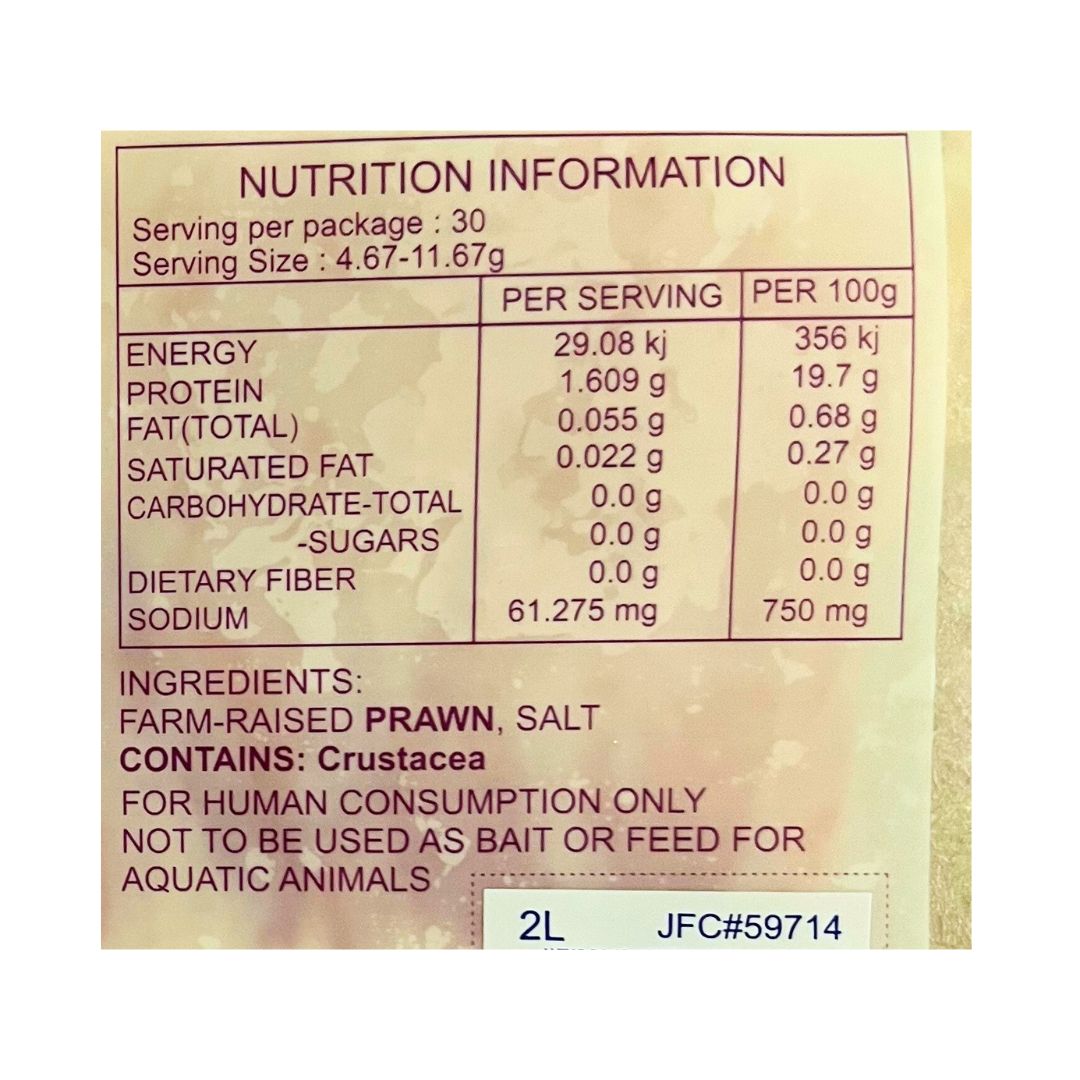 NUTRITION INFORMATION
Serving per package : 30
Serving Size : 4.67-11.67g
PER SERVING PER 100g
ENERGY 29.08 kj 356 kj
PROTEIN 1.609 g 19.7 g
FAT(TOTAL) 0.055 g 0.68 g
SATURATED FAT 0.022 g 0.27 g
CARBOHYDRATE-TOTAL 0.0 g 0.0 g
-SUGARS 0.0 g 0.0 g
DIETARY FIBER 0.0 g 0.0 g
SODIUM 61.275 mg 750 mg
INGREDIENTS:
FARM-RAISED PRAWN, SALT
CONTAINS: Crustacea
FOR HUMAN CONSUMPTION ONLY
NOT TO BE USED AS BAIT OR FEED FOR
AQUATIC ANIMALS
2L JFC#59714